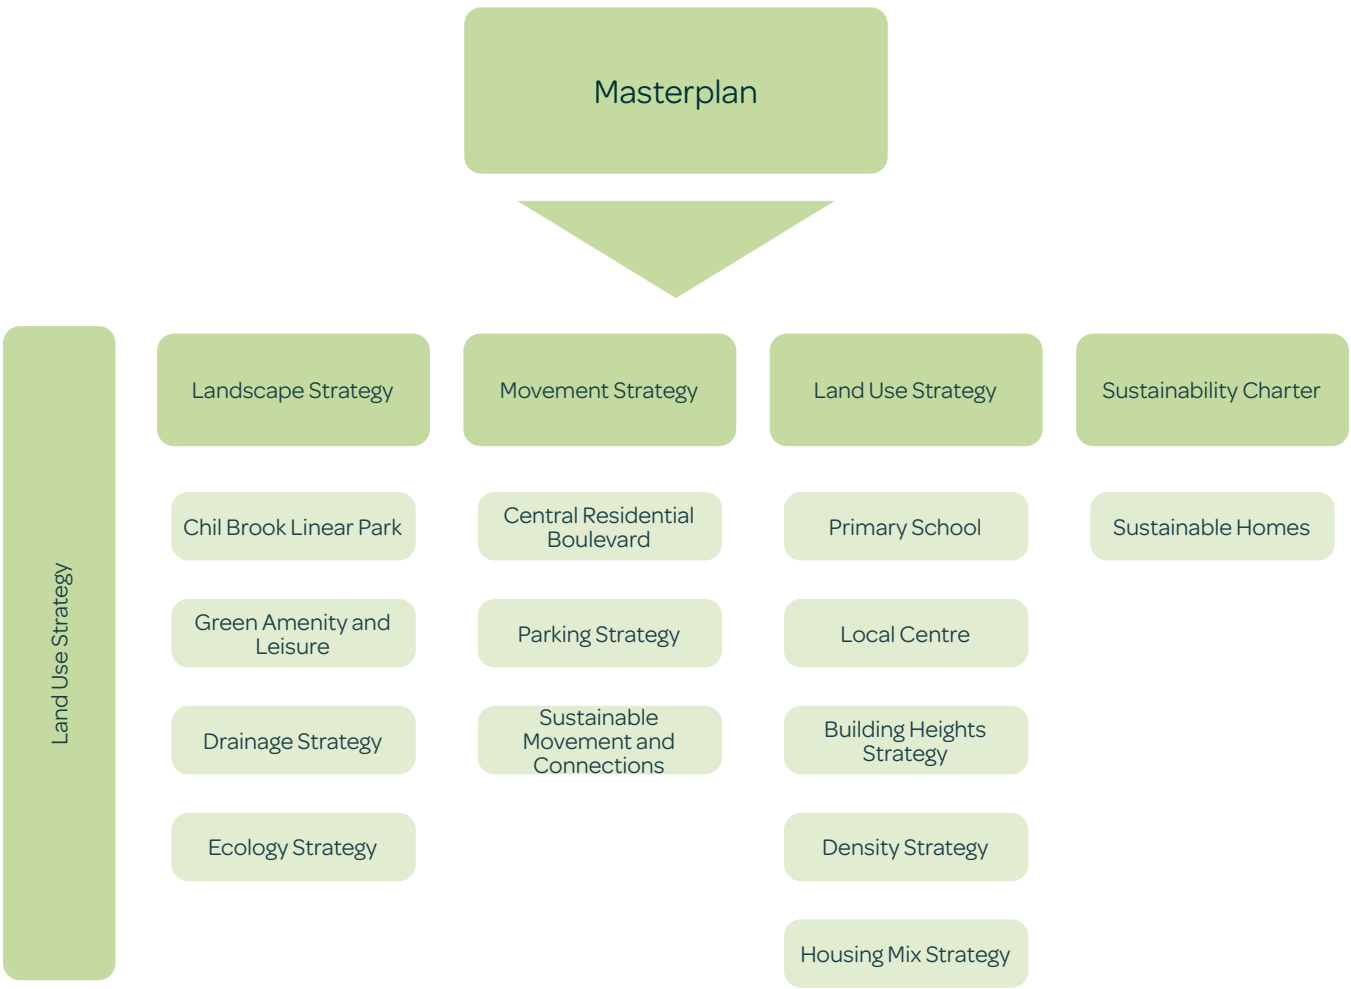 Masterplan
Land Use Strategy
Landscape Strategy
Chil Brook Linear Park
Green Amenity and
Leisure
Drainage Strategy
Ecology Strategy
Movement Strategy
Central Residential
Boulevard
Parking Strategy
Sustainable
Movement and
Connections
Land Use Strategy
Primary School
Local Centre
Building Heights
Strategy
Density Strategy
Housing Mix Strategy
Sustainability Charter
Sustainable Homes